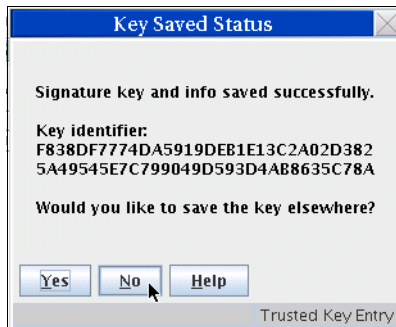 Key Saved Status
Signature key and info saved successfully.
Key identifier:
F838DF7774DA5919DEB1E13C2A02D382
5A49545E7C799049D593D4AB8635C78A
Would you like to save the key elsewhere?
Yes No Help
Trusted Key Entry